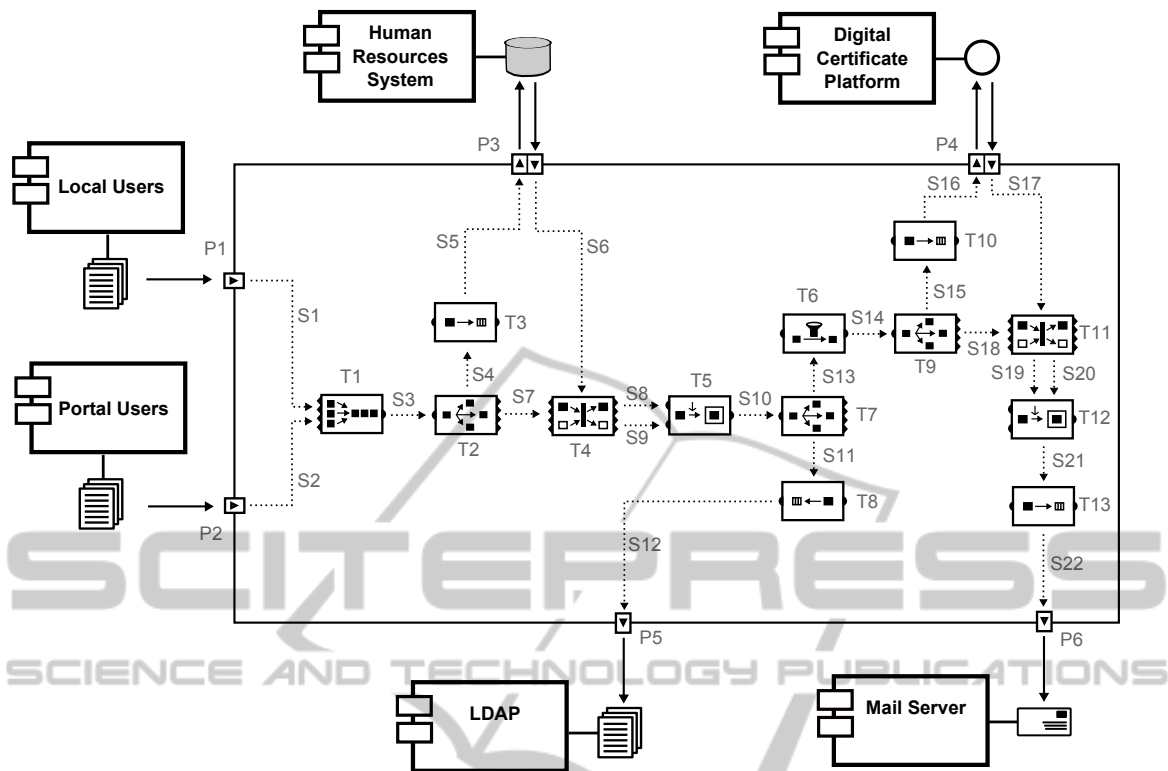 Human
Resources
System
Digital
Certificate
Platform
P3
P4
Local Users
S16
S17
P1
S5
S6
T10
S1
T3
T6
S14
S15
T11
S18
T9
T1
S3
S4
S7
S8
T5
S10
S13
S19
S20
Portal Users
T2
T4
S9
T7
T12
S2
S11
S21
T8
T13
P2
S12
S22
SCITEPRESS
P5
P6
SCIENCE AND TECHNOLOGY PUBLICATIONS
LDAP
Mail Server